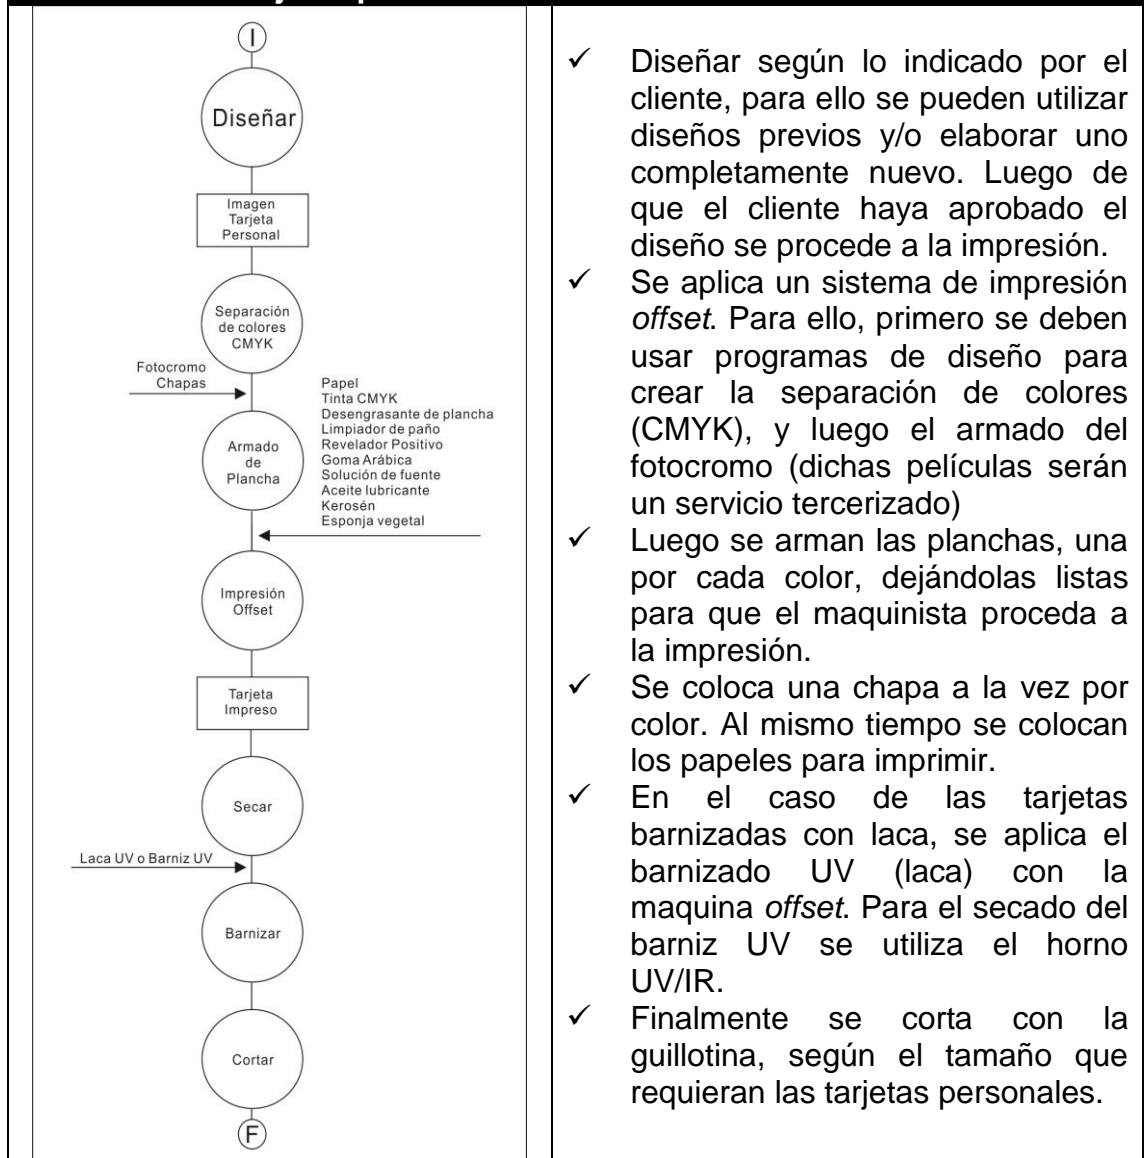 I
Diseñar
Imagen
Tarjeta
Personal
Separación
de colores
CMYK
Fotocromo
Chapas
Papel
Tinta CMYK
Desengrasante de plancha
Limpiador de paño
Revelador Positivo
Goma Arábica
Solución de fuente
Aceite lubricante
Kerosén
Esponja vegetal
Armado
de
Plancha
Impresión
Offset
Tarjeta
Impreso
Secar
Laca UV o Barniz UV
Barnizar
Cortar
F
✓ Diseñar según lo indicado por el
cliente, para ello se pueden utilizar
diseños previos y/o elaborar uno
completamente nuevo. Luego de
que el cliente haya aprobado el
diseño se procede a la impresión.
✓ Se aplica un sistema de impresión
offset. Para ello, primero se deben
usar programas de diseño para
crear la separación de colores
(CMYK), y luego el armado del
fotocromo (dichas películas serán
un servicio tercerizado)
✓ Luego se arman las planchas, una
por cada color, dejándolas listas
para que el maquinista proceda a
la impresión.
✓ Se coloca una chapa a la vez por
color. Al mismo tiempo se colocan
los papeles para imprimir.
✓ En el caso de las tarjetas
barnizadas con laca, se aplica el
barnizado UV (laca) con la
maquina offset. Para el secado del
barniz UV se utiliza el horno
UV/IR.
✓ Finalmente se corta con la
guillotina, según el tamaño que
requieran las tarjetas personales.